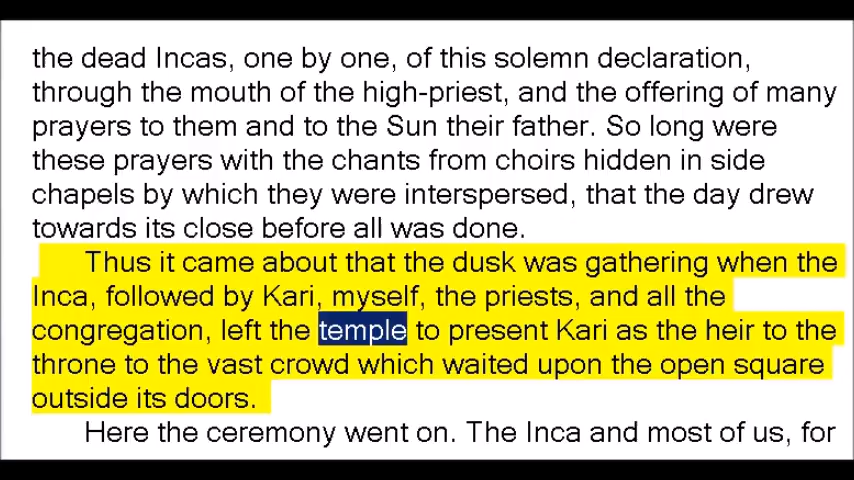 the dead Incas, one by one, of this solemn declaration,
through the mouth of the high-priest, and the offering of many
prayers to them and to the Sun their father. So long were
these prayers with the chants from choirs hidden in side
chapels by which they were interspersed, that the day drew
towards its close before all was done.
Thus it came about that the dusk was gathering when the
Inca, followed by Kari, myself, the priests, and all the
congregation, left the temple to present Kari as the heir to the
throne to the vast crowd which waited upon the open square
outside its doors.
Here the ceremony went on. The Inca and most of us, for